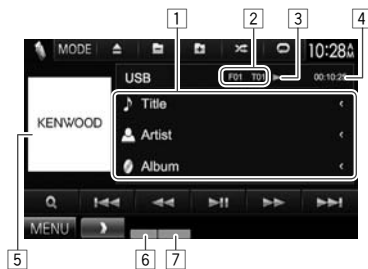 1 2 3 4
MODE 10:28
USB F01 T01 00:10:25
KENWOOD
Title
Artist
Album
MENU
5 6 7